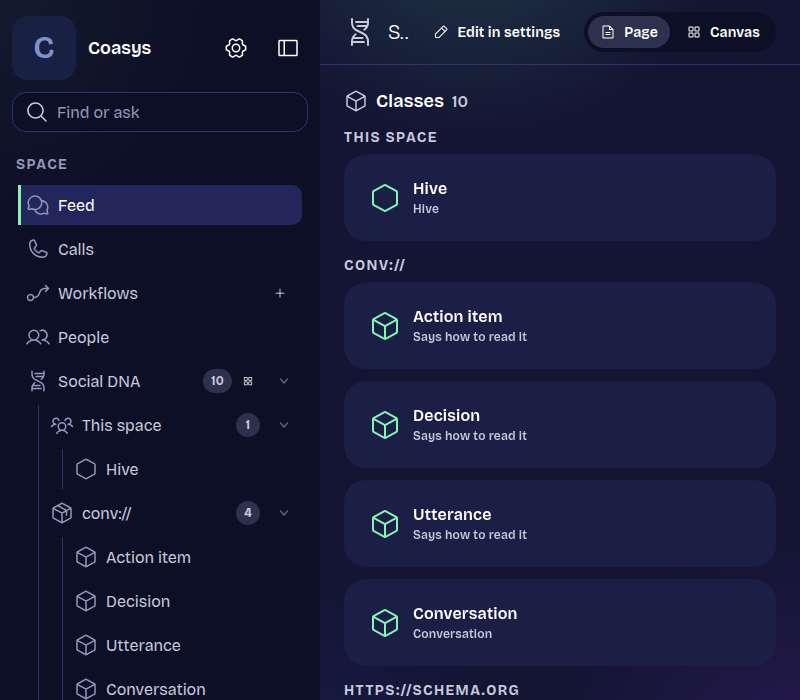 C
Coasys
Find or ask
SPACE
Feed
Calls
Workflows
People
Social DNA 10
This space 1
Hive
conv:// 4
Action item
Decision
Utterance
Conversation
S..
Edit in settings
Page
Canvas
Classes 10
THIS SPACE
Hive
Hive
CONV://
Action item
Says how to read it
Decision
Says how to read it
Utterance
Says how to read it
Conversation
Conversation
HTTPS://SCHEMA.ORG